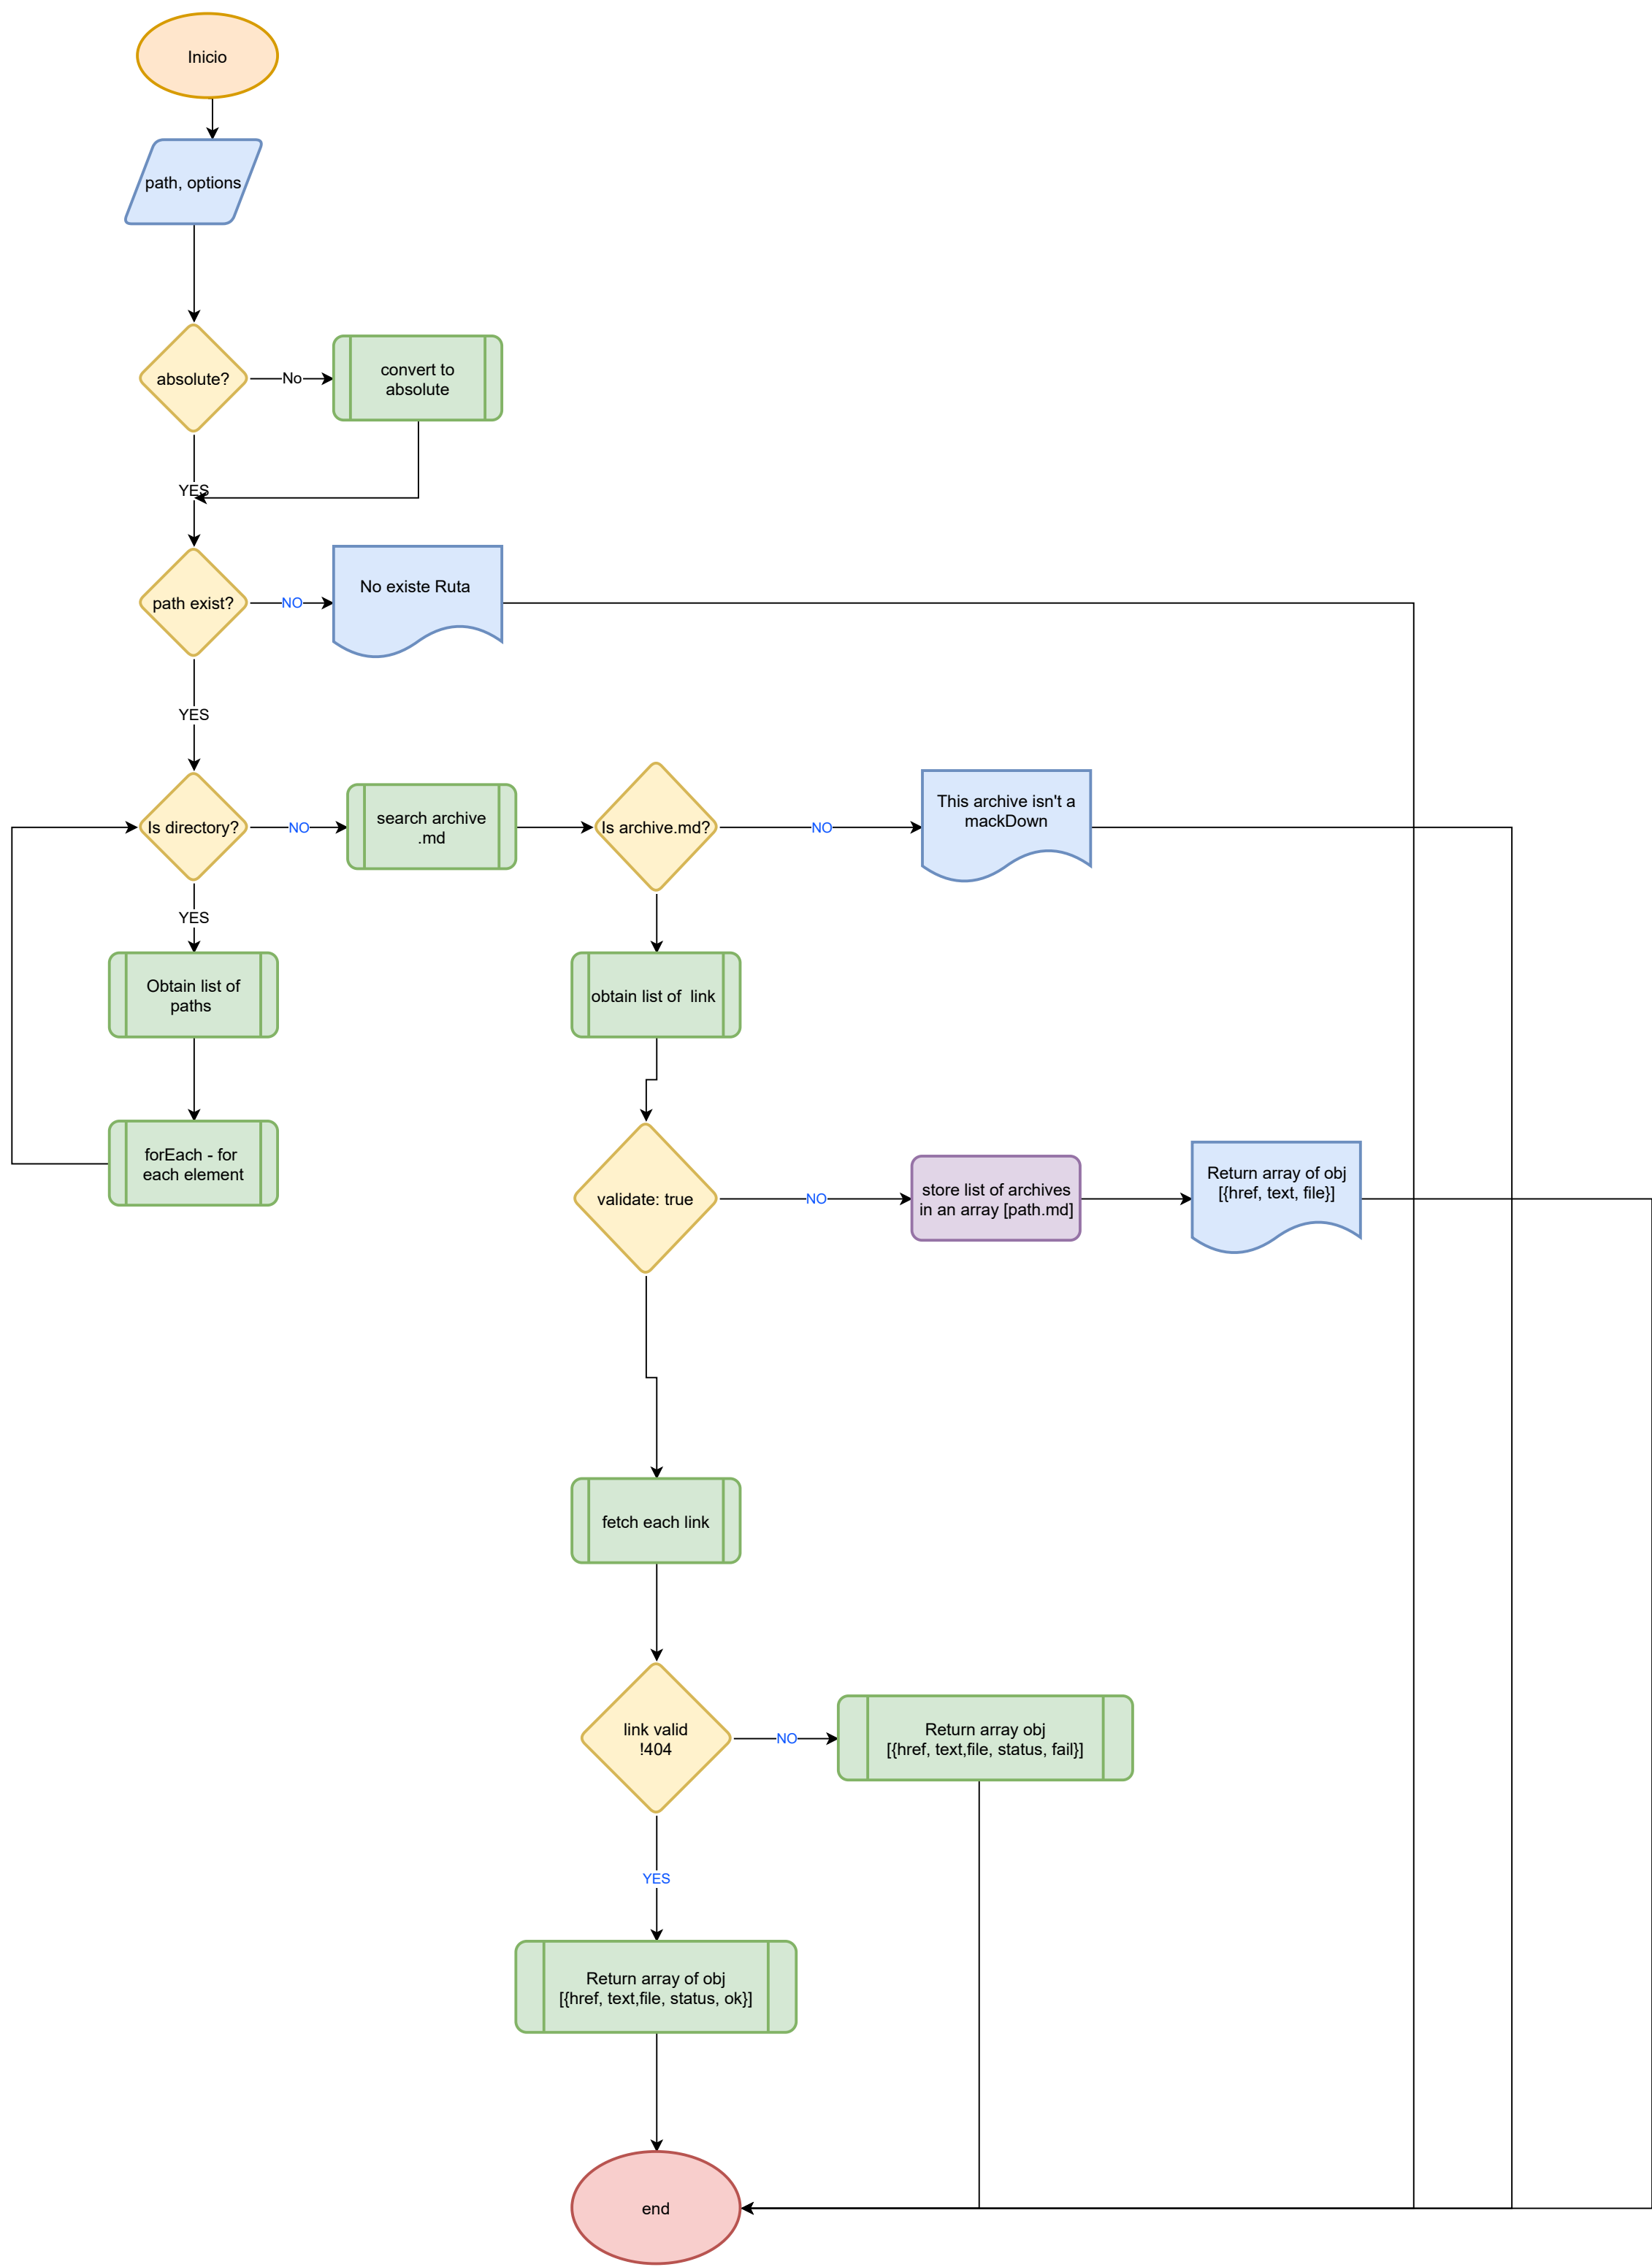 Inicio
path, options
absolute?
No
convert to
absolute
YES
path exist?
NO
No existe Ruta
YES
Is directory?
NO
search archive
.md
Is archive.md?
NO
This archive isn't a
mackDown
YES
Obtain list of
paths
obtain list of  link
forEach - for
each element
validate: true
NO
store list of archives
in an array [path.md]
Return array of obj
[{href, text, file}]
fetch each link
link valid
!404
NO
Return array obj
[{href, text,file, status, fail}]
YES
Return array of obj
[{href, text,file, status, ok}]
end